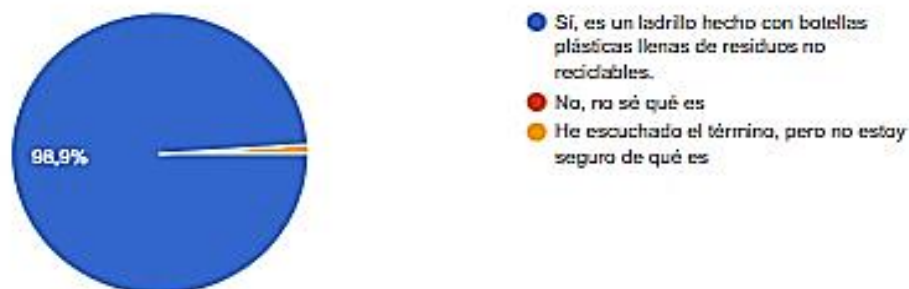 98,9%
Sí, es un ladrillo hecho con botellas
plásticas llenas de residuos no
reciclables.
No, no sé qué es
He escuchado el término, pero no estoy
seguro de qué es